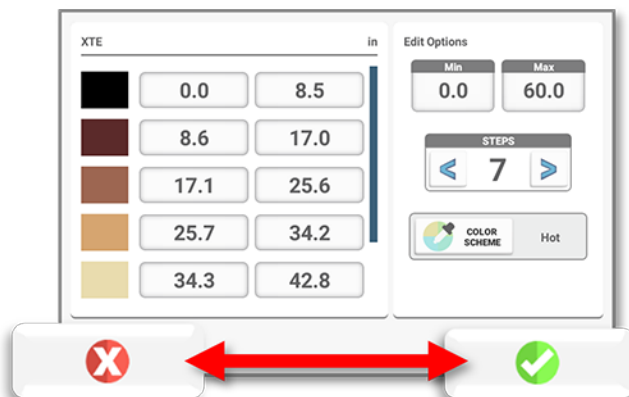 XTE in
0.0 8.5
8.6 17.0
17.1 25.6
25.7 34.2
34.3 42.8
Edit Options
Min Max
0.0 60.0
STEPS
7
COLOR
SCHEME
Hot